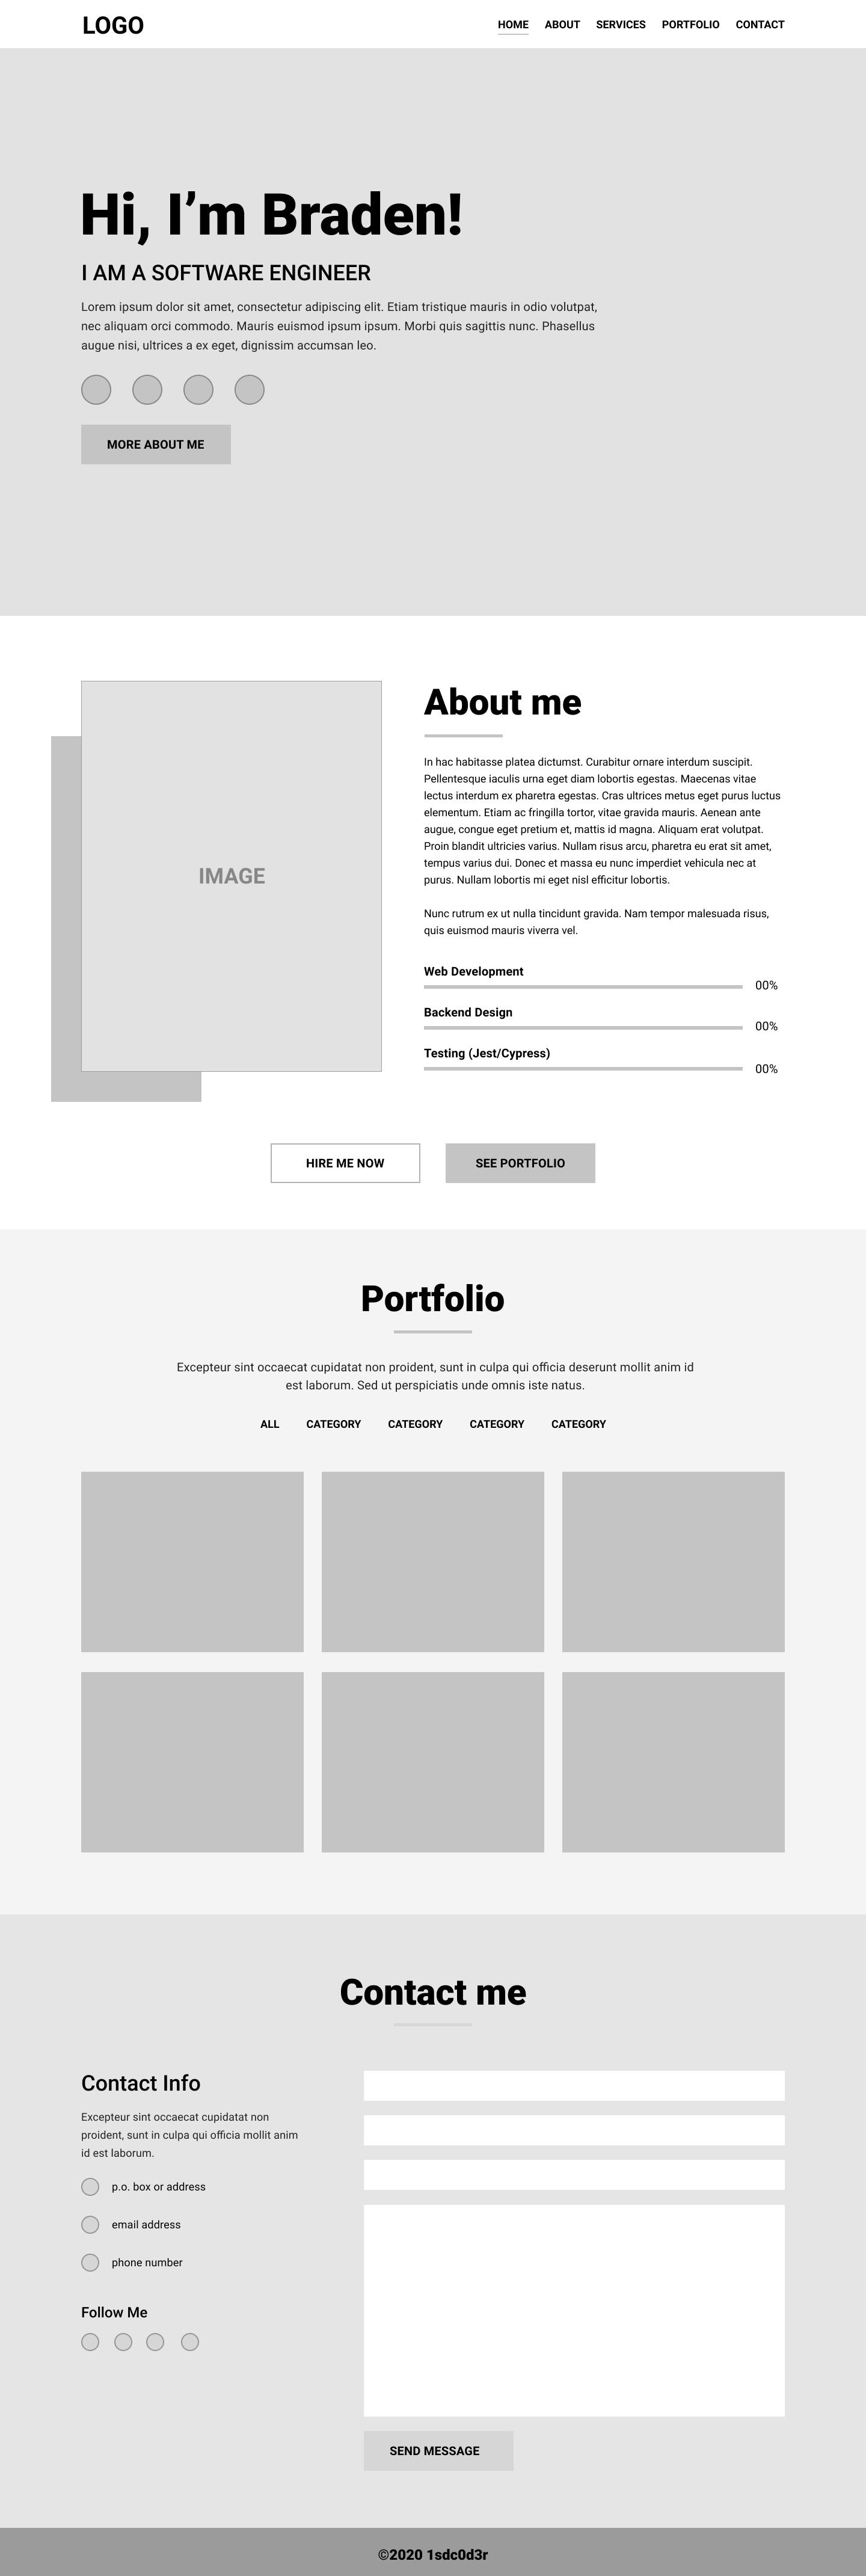 LOGO
HOME ABOUT SERVICES PORTFOLIO CONTACT
Hi, I’m Braden!
I AM A SOFTWARE ENGINEER
Lorem ipsum dolor sit amet, consectetur adipiscing elit. Etiam tristique mauris in odio volutpat,
nec aliquam orci commodo. Mauris euismod ipsum ipsum. Morbi quis sagittis nunc. Phasellus
augue nisi, ultrices a ex eget, dignissim accumsan leo.
MORE ABOUT ME
IMAGE
About me
In hac habitasse platea dictumst. Curabitur ornare interdum suscipit.
Pellentesque iaculis urna eget diam lobortis egestas. Maecenas vitae
lectus interdum ex pharetra egestas. Cras ultrices metus eget purus luctus
elementum. Etiam ac fringilla tortor, vitae gravida mauris. Aenean ante
augue, congue eget pretium et, mattis id magna. Aliquam erat volutpat.
Proin blandit ultricies varius. Nullam risus arcu, pharetra eu erat sit amet,
tempus varius dui. Donec et massa eu nunc imperdiet vehicula nec at
purus. Nullam lobortis mi eget nisl efficitur lobortis.
Nunc rutrum ex ut nulla tincidunt gravida. Nam tempor malesuada risus,
quis euismod mauris viverra vel.
Web Development
00%
Backend Design
00%
Testing (Jest/Cypress)
00%
HIRE ME NOW
SEE PORTFOLIO
Portfolio
Excepteur sint occaecat cupidatat non proident, sunt in culpa qui officia deserunt mollit anim id
est laborum. Sed ut perspiciatis unde omnis iste natus.
ALL CATEGORY CATEGORY CATEGORY CATEGORY
Contact me
Contact Info
Excepteur sint occaecat cupidatat non
proident, sunt in culpa qui officia mollit anim
id est laborum.
p.o. box or address
email address
phone number
Follow Me
SEND MESSAGE
©2020 1sdc0d3r